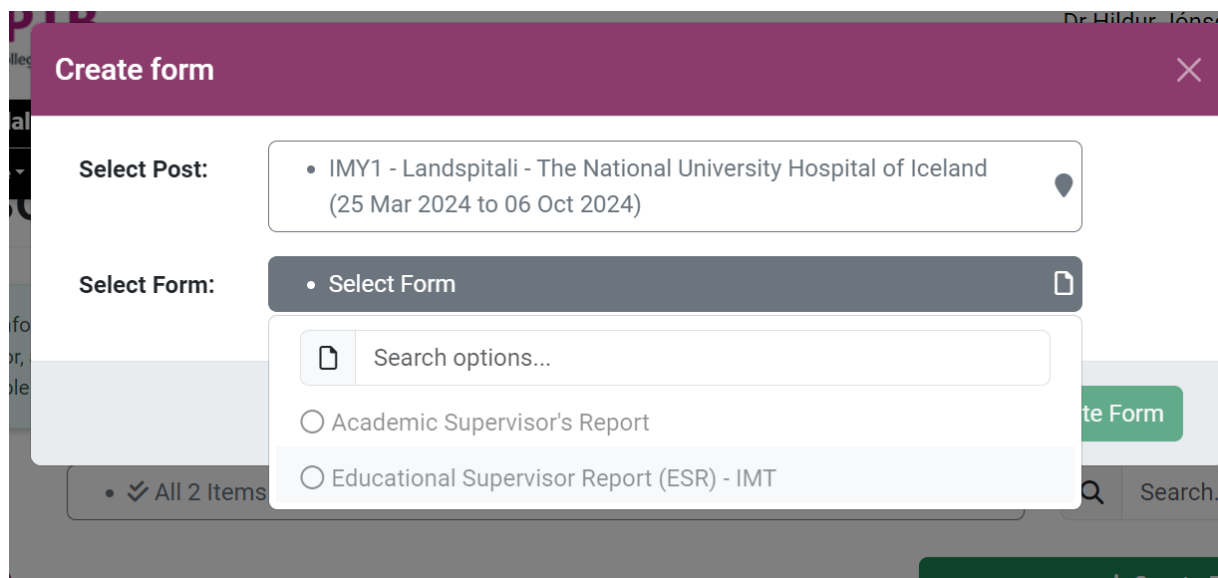 Dr Hildur Jóns
Create form
Select Post:
IMY1 - Landspitali - The National University Hospital of Iceland
(25 Mar 2024 to 06 Oct 2024)
Select Form:
Select Form
Search options...
Academic Supervisor's Report
te Form
Educational Supervisor Report (ESR) - IMT
All 2 Items
Search.